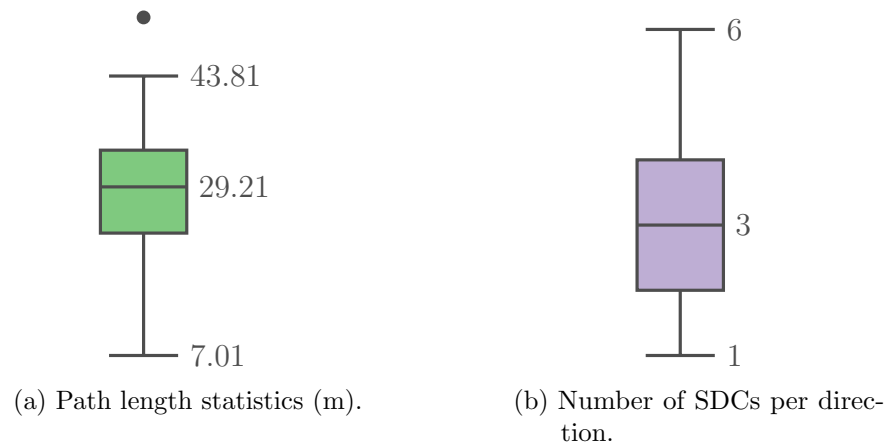 43.81
29.21
7.01
(a) Path length statistics (m).
6
3
1
(b) Number of SDCs per direc-
tion.